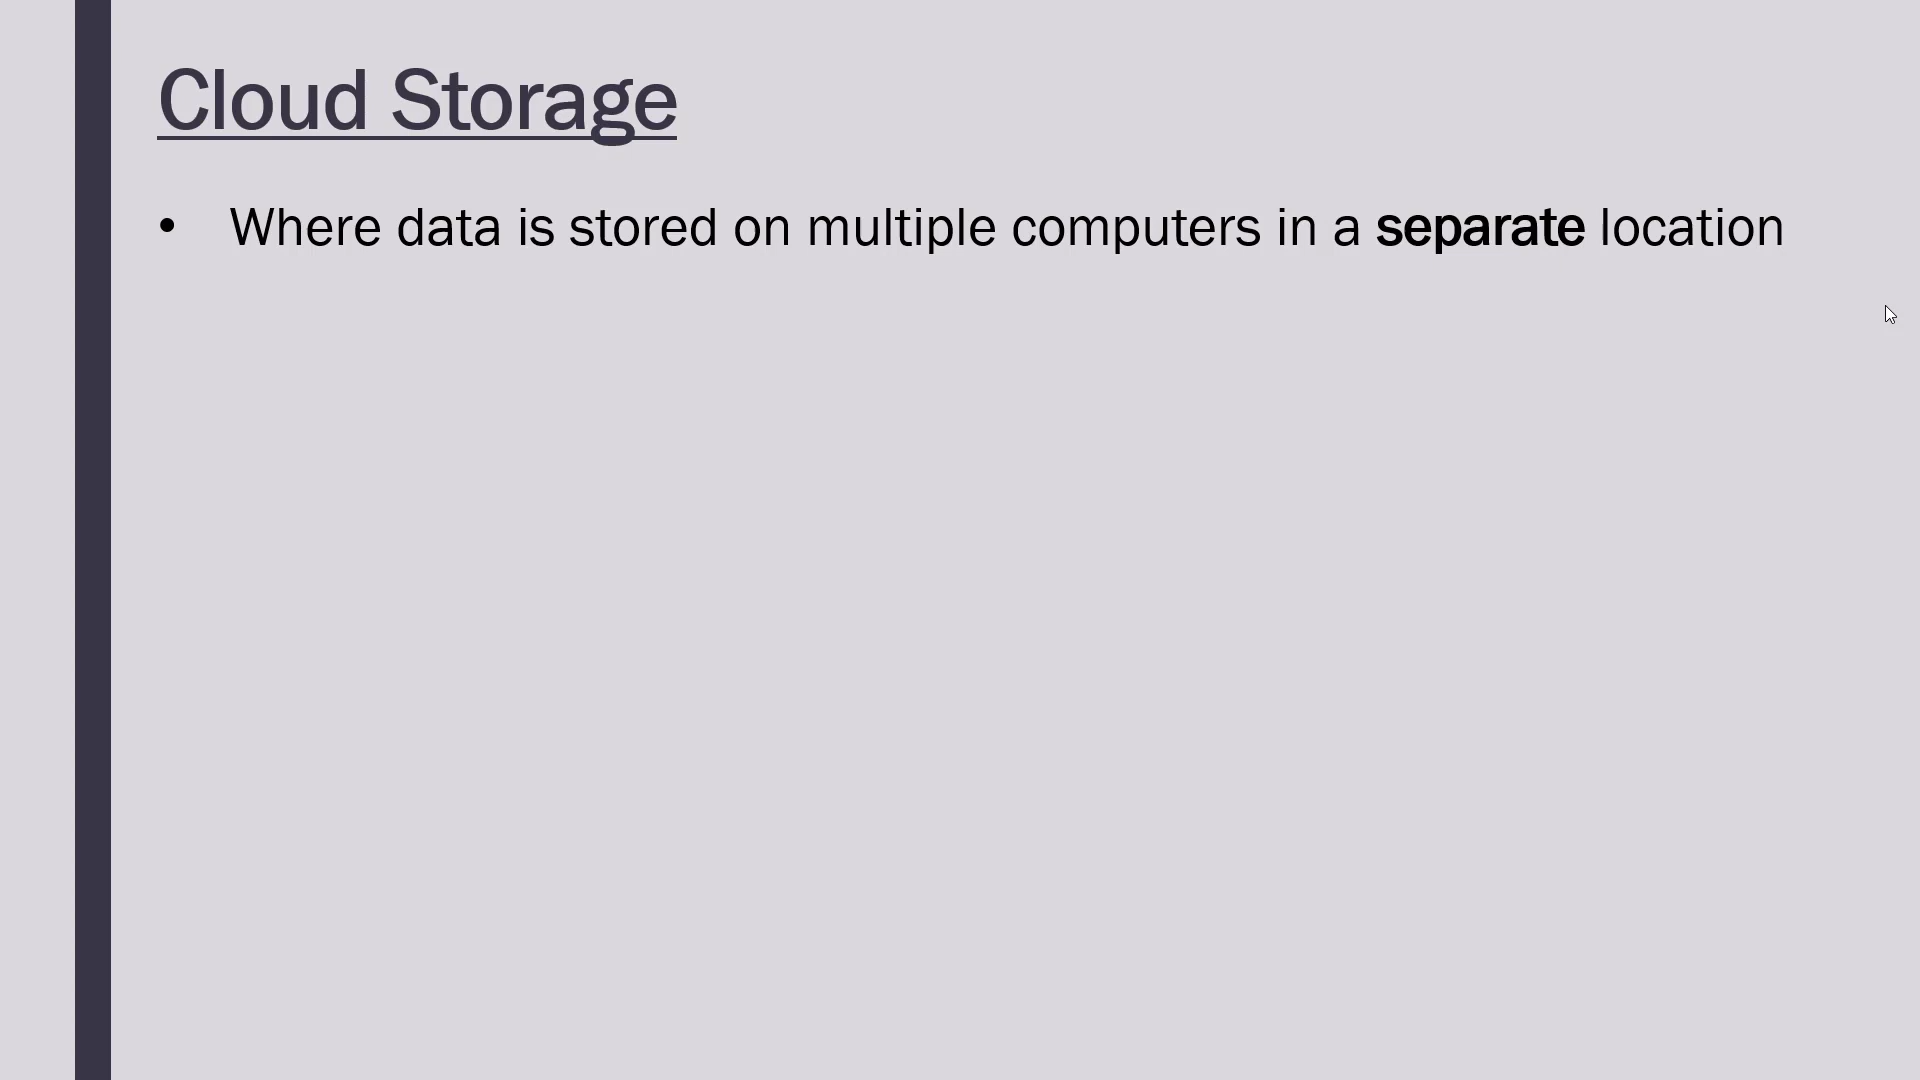 Cloud Storage
• Where data is stored on multiple computers in a separate location